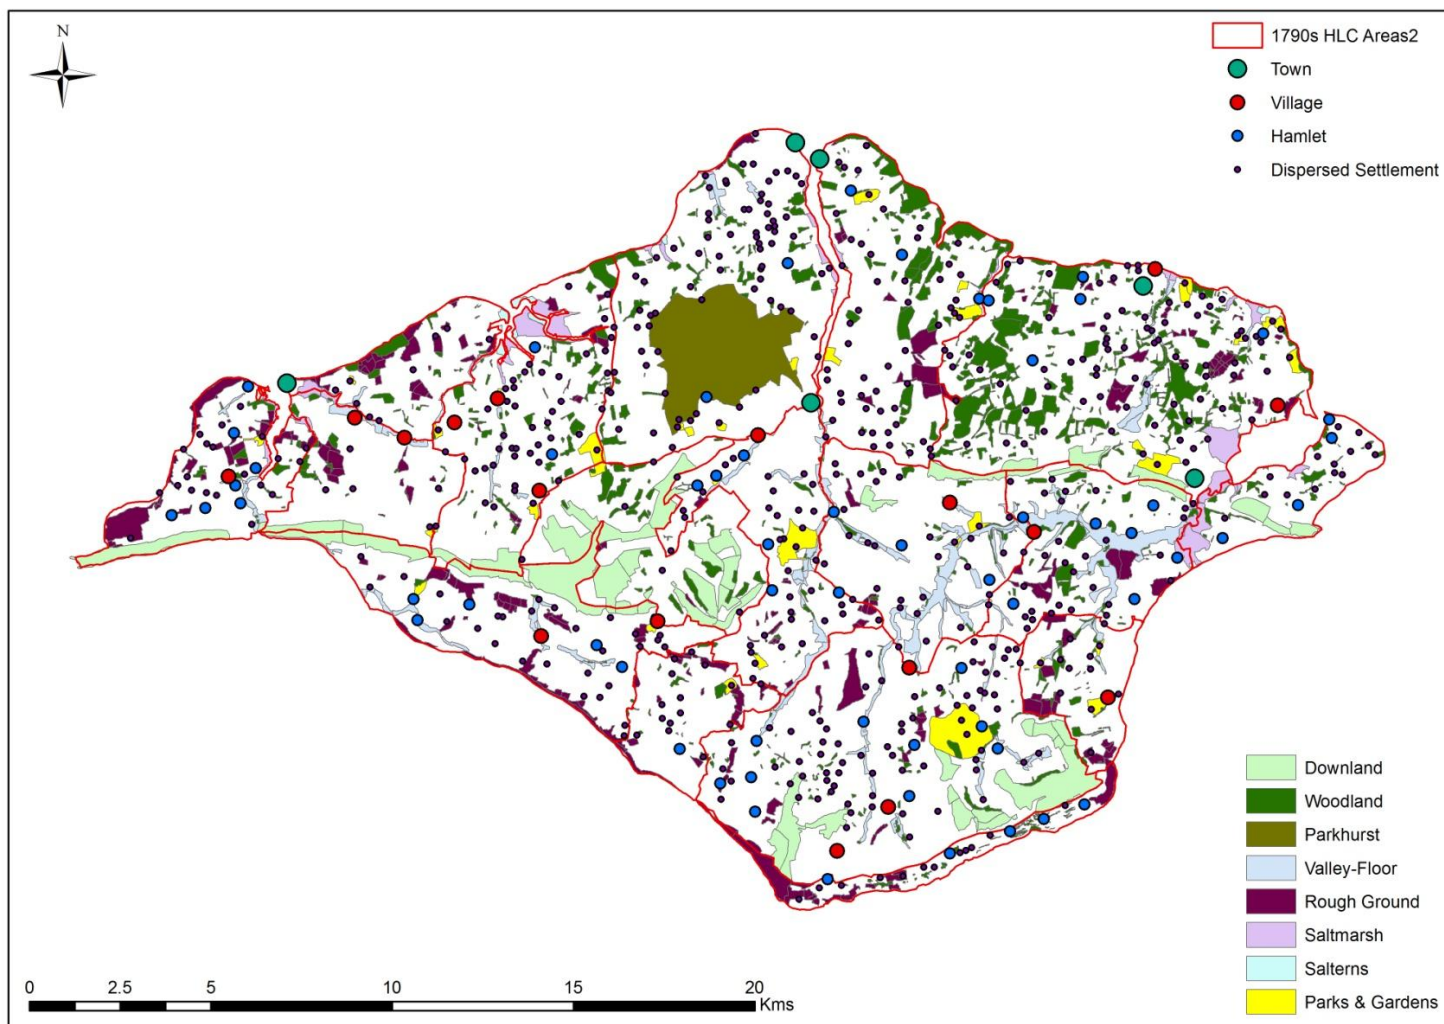 N
1790s HLC Areas2
Town
Village
Hamlet
Dispersed Settlement
Downland
Woodland
Parkhurst
Valley-Floor
Rough Ground
Saltmarsh
Salterns
Parks & Gardens
0 2.5 5 10 15 20
Kms